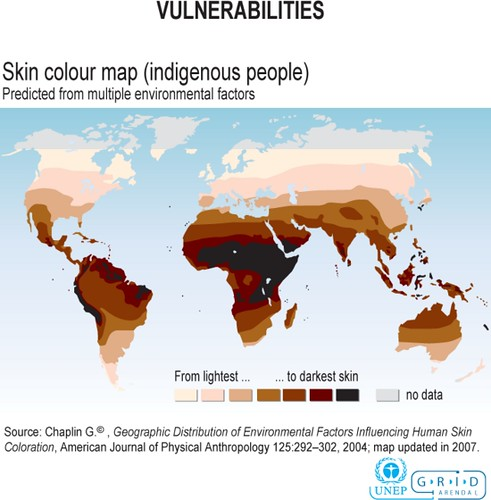 VULNERABILITIES
Skin colour map (indigenous people)
Predicted from multiple environmental factors
From lightest ... ... to darkest skin
no data
Source: Chaplin G.© , Geographic Distribution of Environmental Factors Influencing Human Skin
Coloration, American Journal of Physical Anthropology 125:292–302, 2004; map updated in 2007.
UNEP
G R I D
ARENDAL